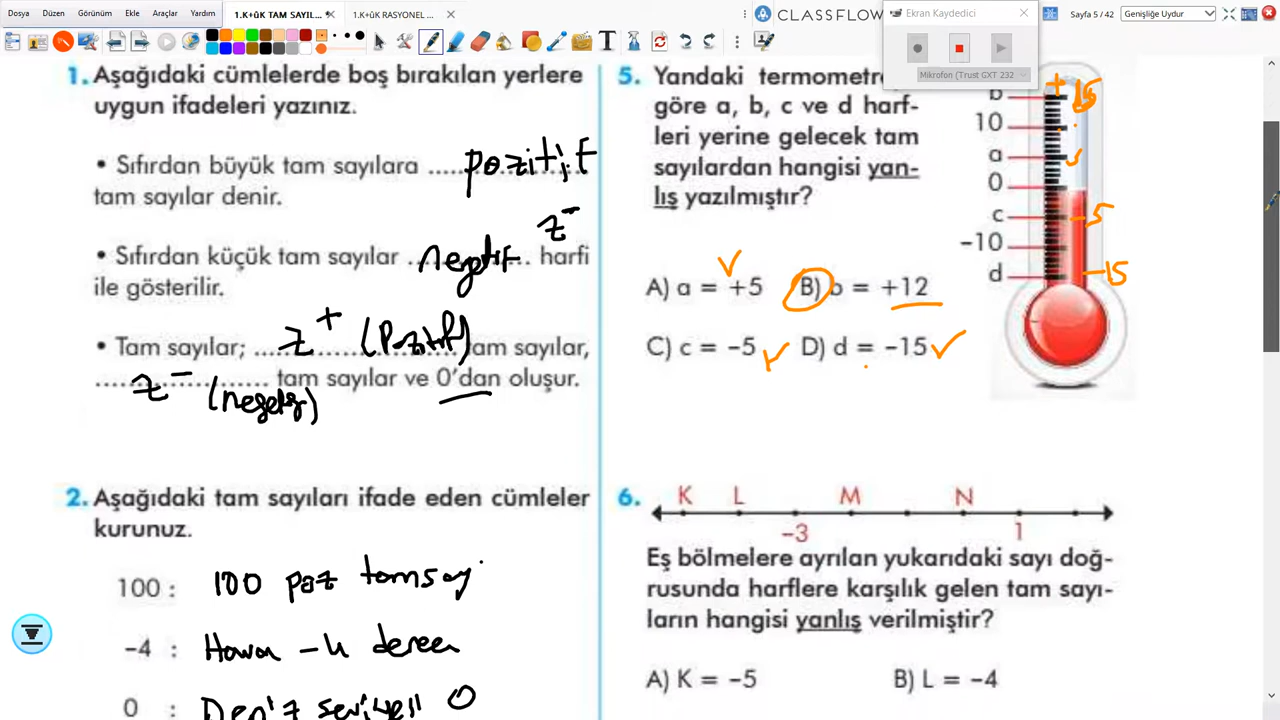 Dosya Düzen Görünüm Ekle Araçlar Yardım
1.K+ûK TAM SAYIL...*
1.K+ûK RASYONEL ...
CLASSFLOW
Ekran Kaydedici
Mikrofon (Trust GXT 232
Sayfa 5 / 42
Genişliğe Uydur
1. Aşağıdaki cümlelerde boş bırakılan yerlere
uygun ifadeleri yazınız.
• Sıfırdan büyük tam sayılara ..... pozitif
tam sayılar denir.
z⁻
• Sıfırdan küçük tam sayılar ... negatif ... harfi
ile gösterilir.
• Tam sayılar; ... z⁺ (Pozitif) tam sayılar,
... z⁻ ... tam sayılar ve 0'dan oluşur.
(negatif)
2. Aşağıdaki tam sayıları ifade eden cümleler
kurunuz.
100 : 100 poz tamsayı
-4 : Hava -4 derece
0 : Deniz seviyesi 0
5. Yandaki termometre
göre a, b, c ve d harf-
leri yerine gelecek tam
sayılardan hangisi yan-
lış yazılmıştır?
A) a = +5 B) b = +12
C) c = -5 D) d = -15
b + 15
10
a
0
c -5
-10
d -15
6. K L M N
-3 1
Eş bölmelere ayrılan yukarıdaki sayı doğ-
rusunda harflere karşılık gelen tam sayı-
ların hangisi yanlış verilmiştir?
A) K = -5 B) L = -4